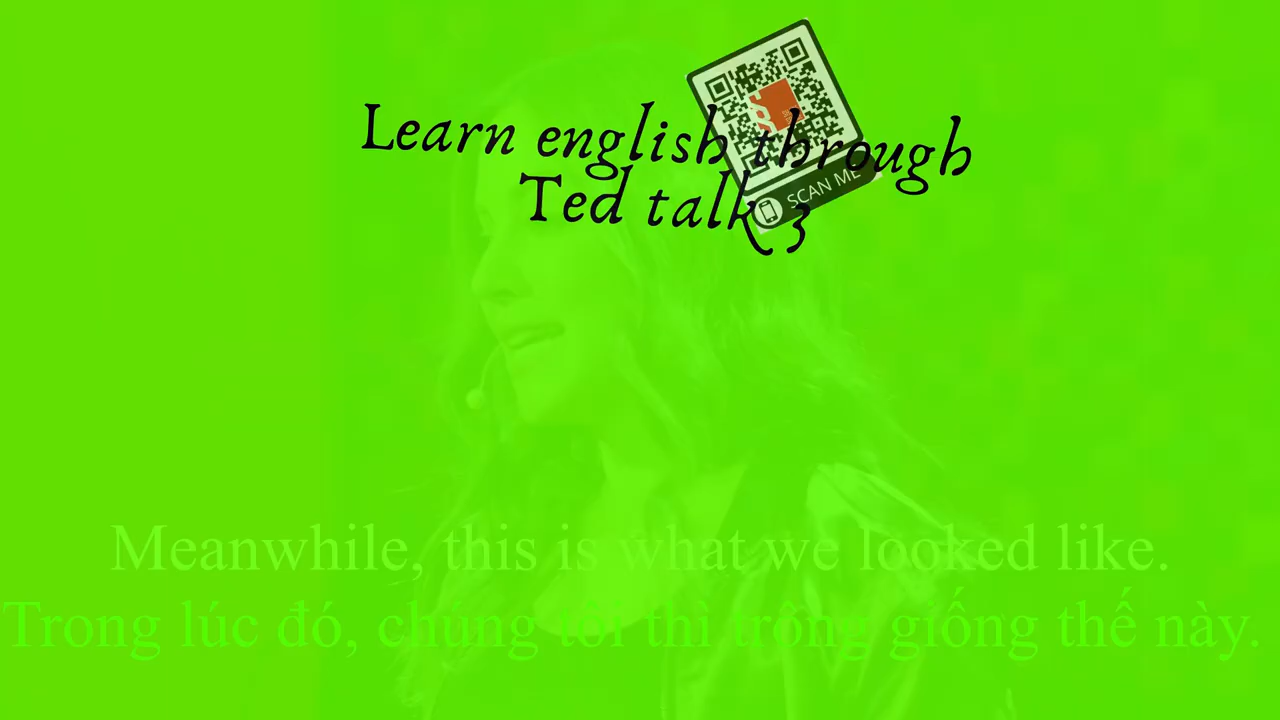 Learn english through
Ted talk 3
SCAN ME
Meanwhile, this is what we looked like.
Trong lúc đó, chúng tôi thì trông giống thế này.